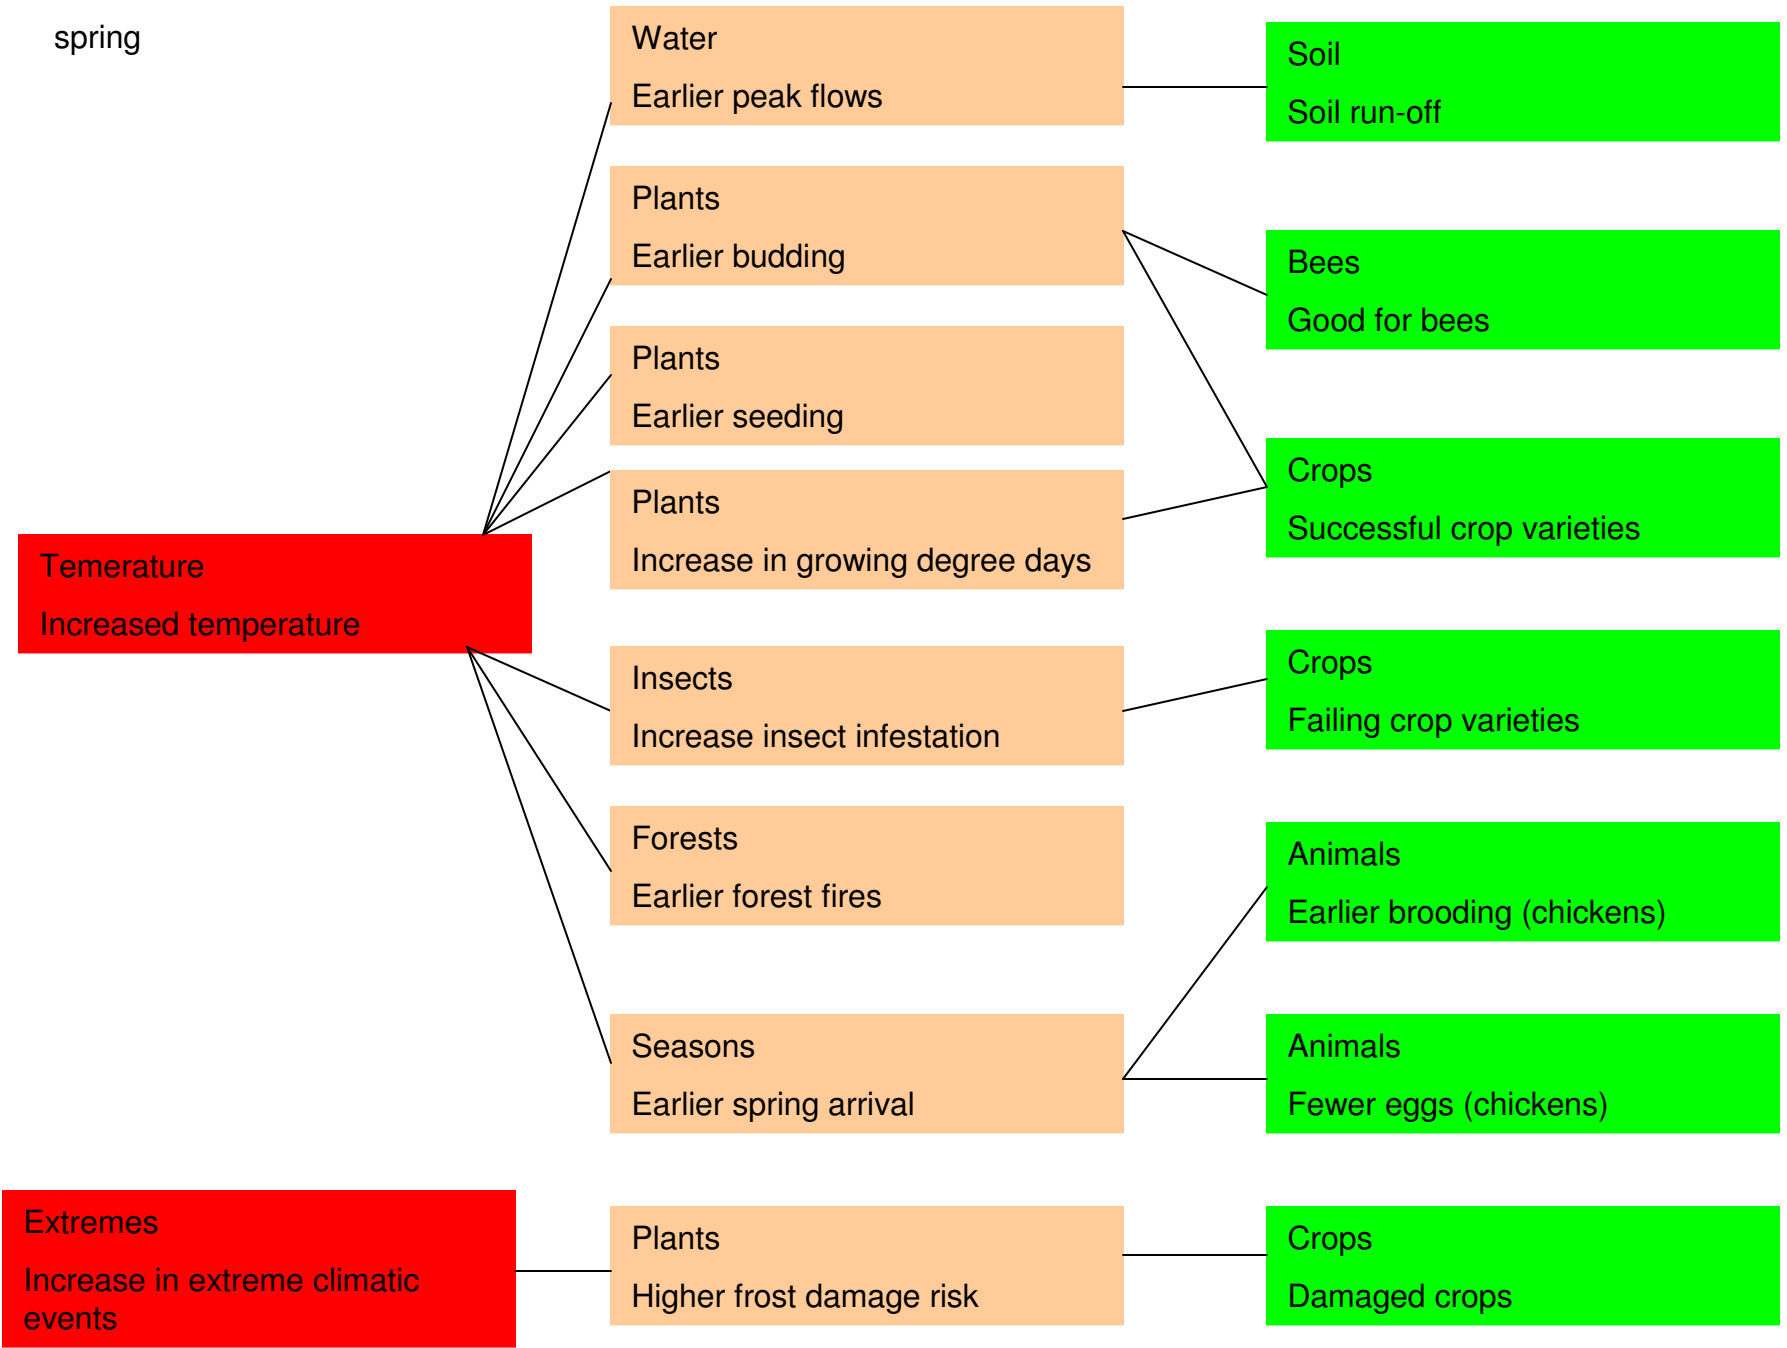 spring
Water
Earlier peak flows
Soil
Soil run-off
Plants
Earlier budding
Bees
Good for bees
Plants
Earlier seeding
Crops
Successful crop varieties
Plants
Increase in growing degree days
Temerature
Increased temperature
Insects
Increase insect infestation
Crops
Failing crop varieties
Forests
Earlier forest fires
Animals
Earlier brooding (chickens)
Seasons
Earlier spring arrival
Animals
Fewer eggs (chickens)
Extremes
Increase in extreme climatic
events
Plants
Higher frost damage risk
Crops
Damaged crops